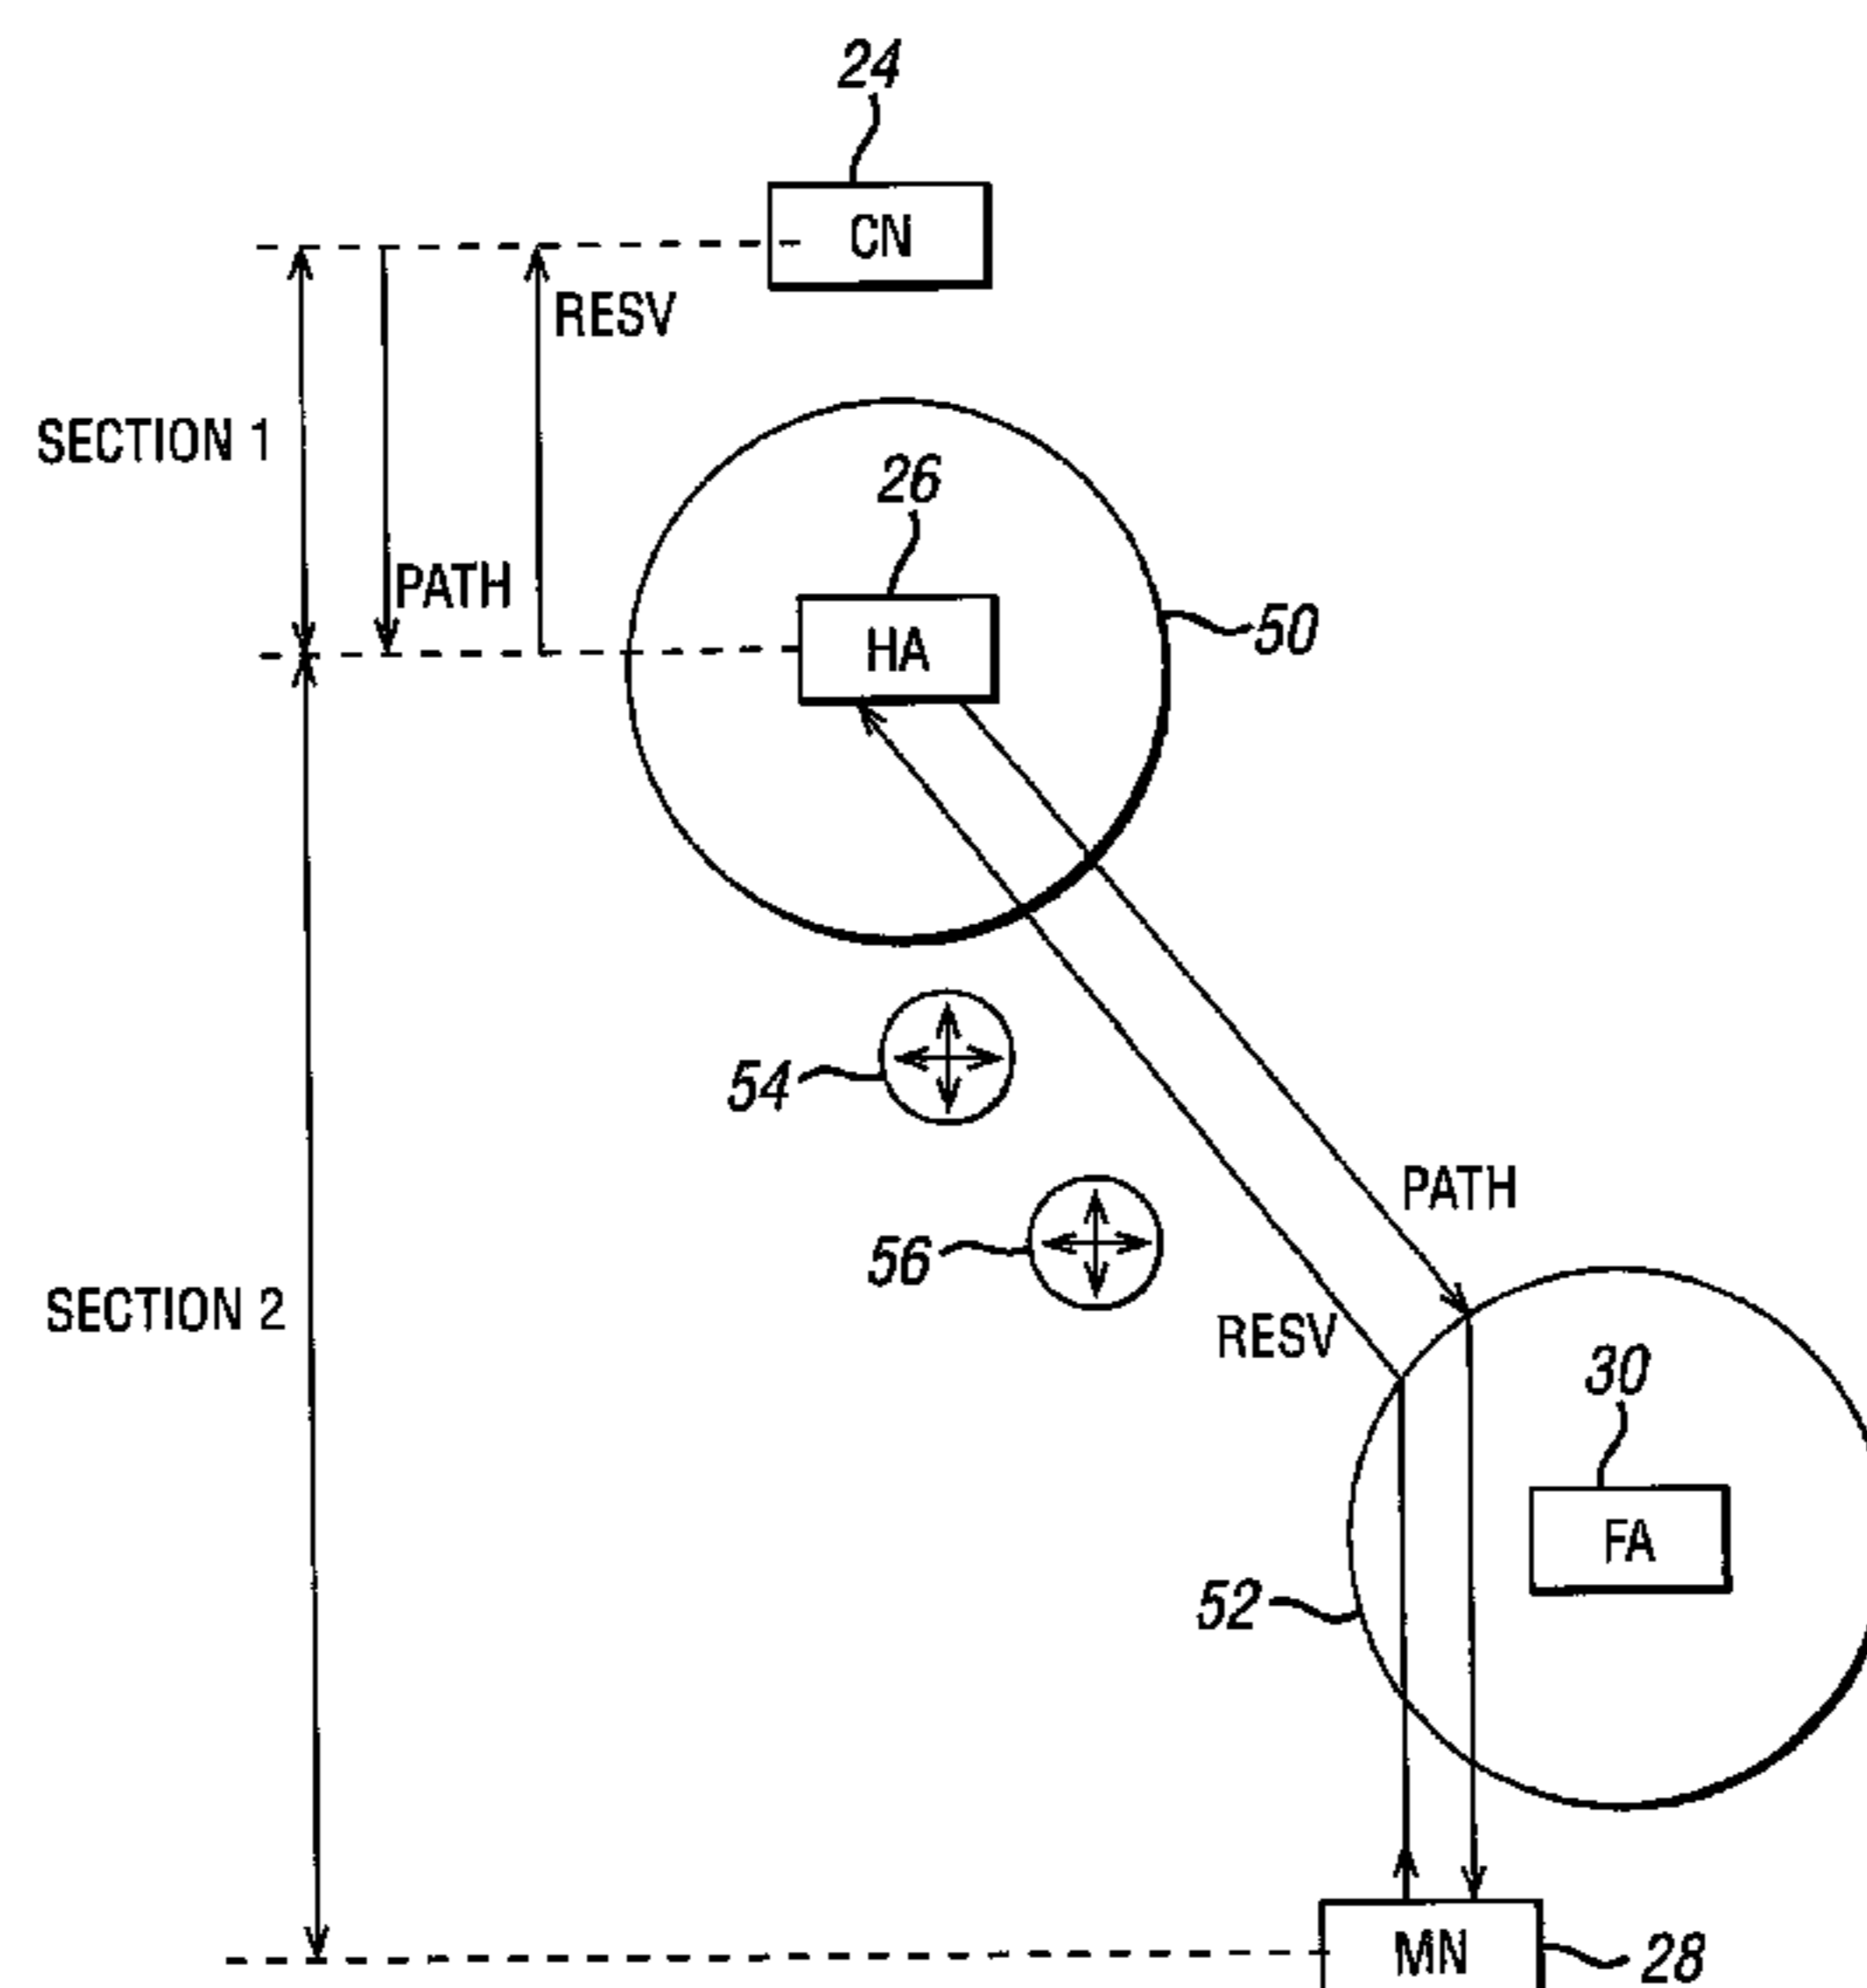 24
CN
RESV
SECTION 1
26
PATH
HA
50
54
PATH
56
SECTION 2
RESV
30
FA
52
MN
28